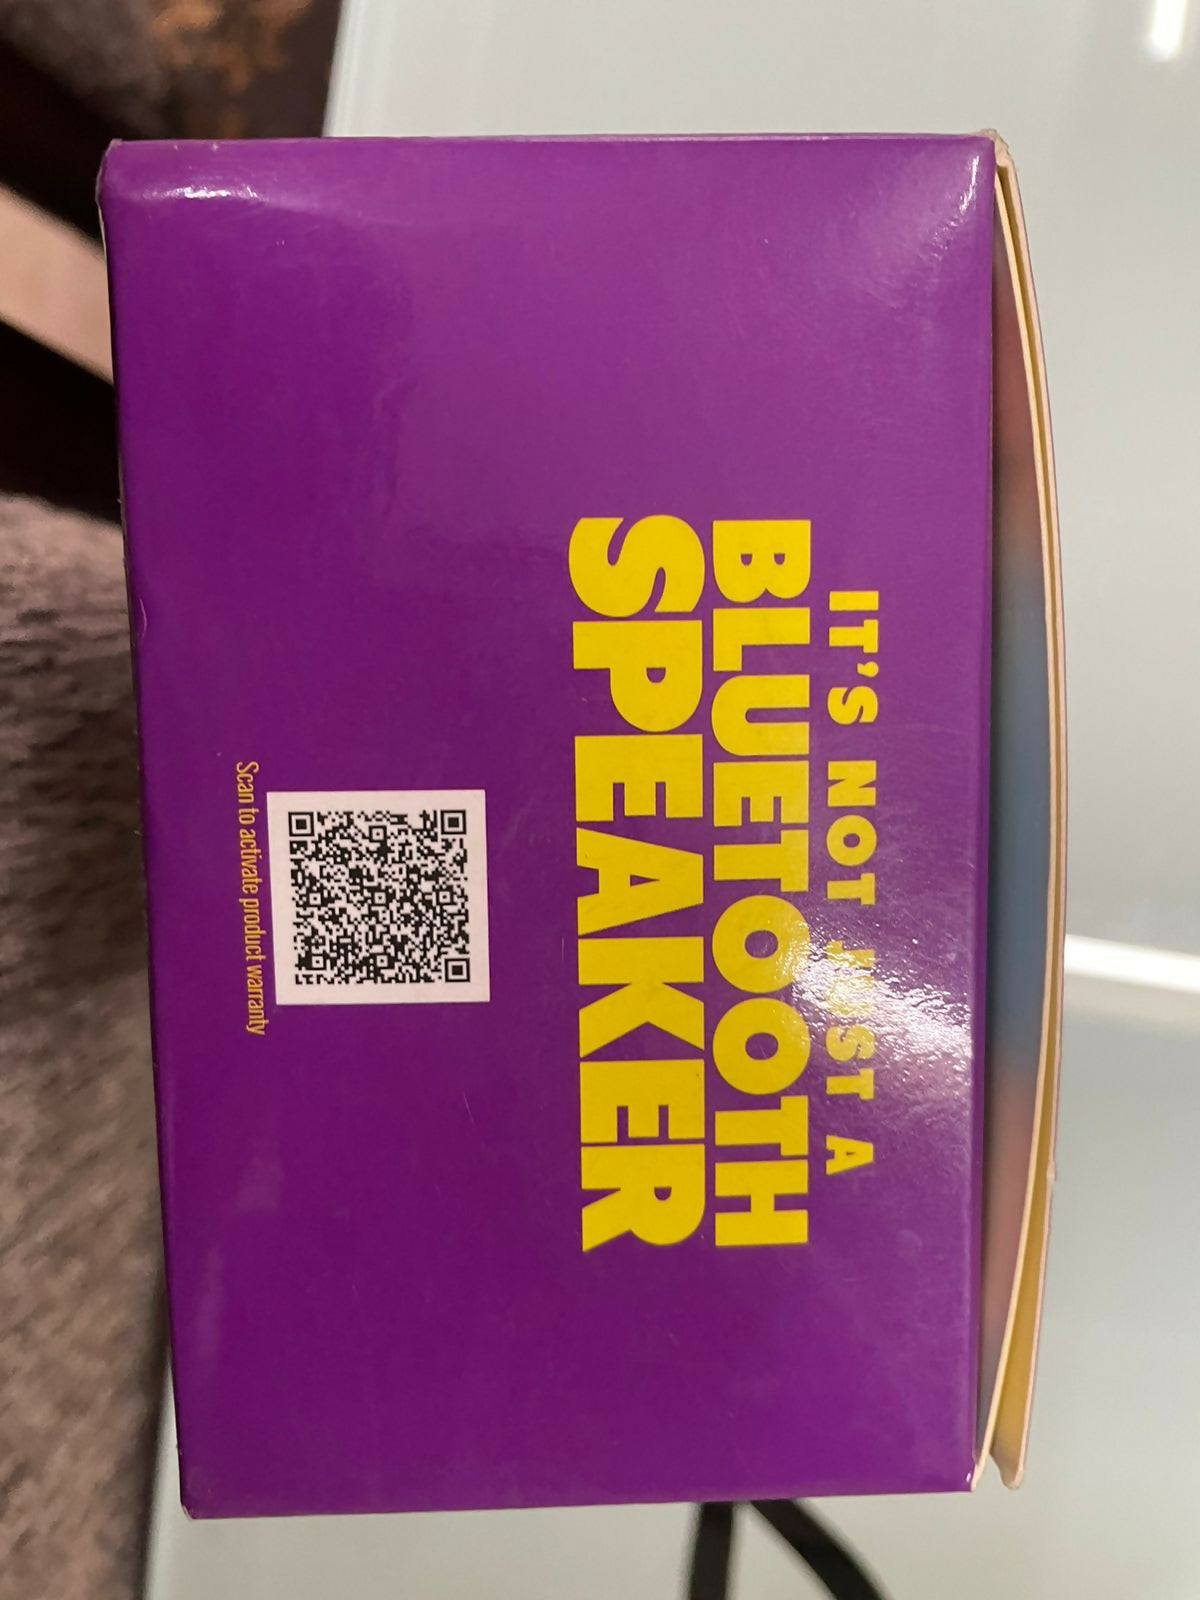 IT'S NOT JUST A
BLUETOOTH
SPEAKER
Scan to activate product warranty